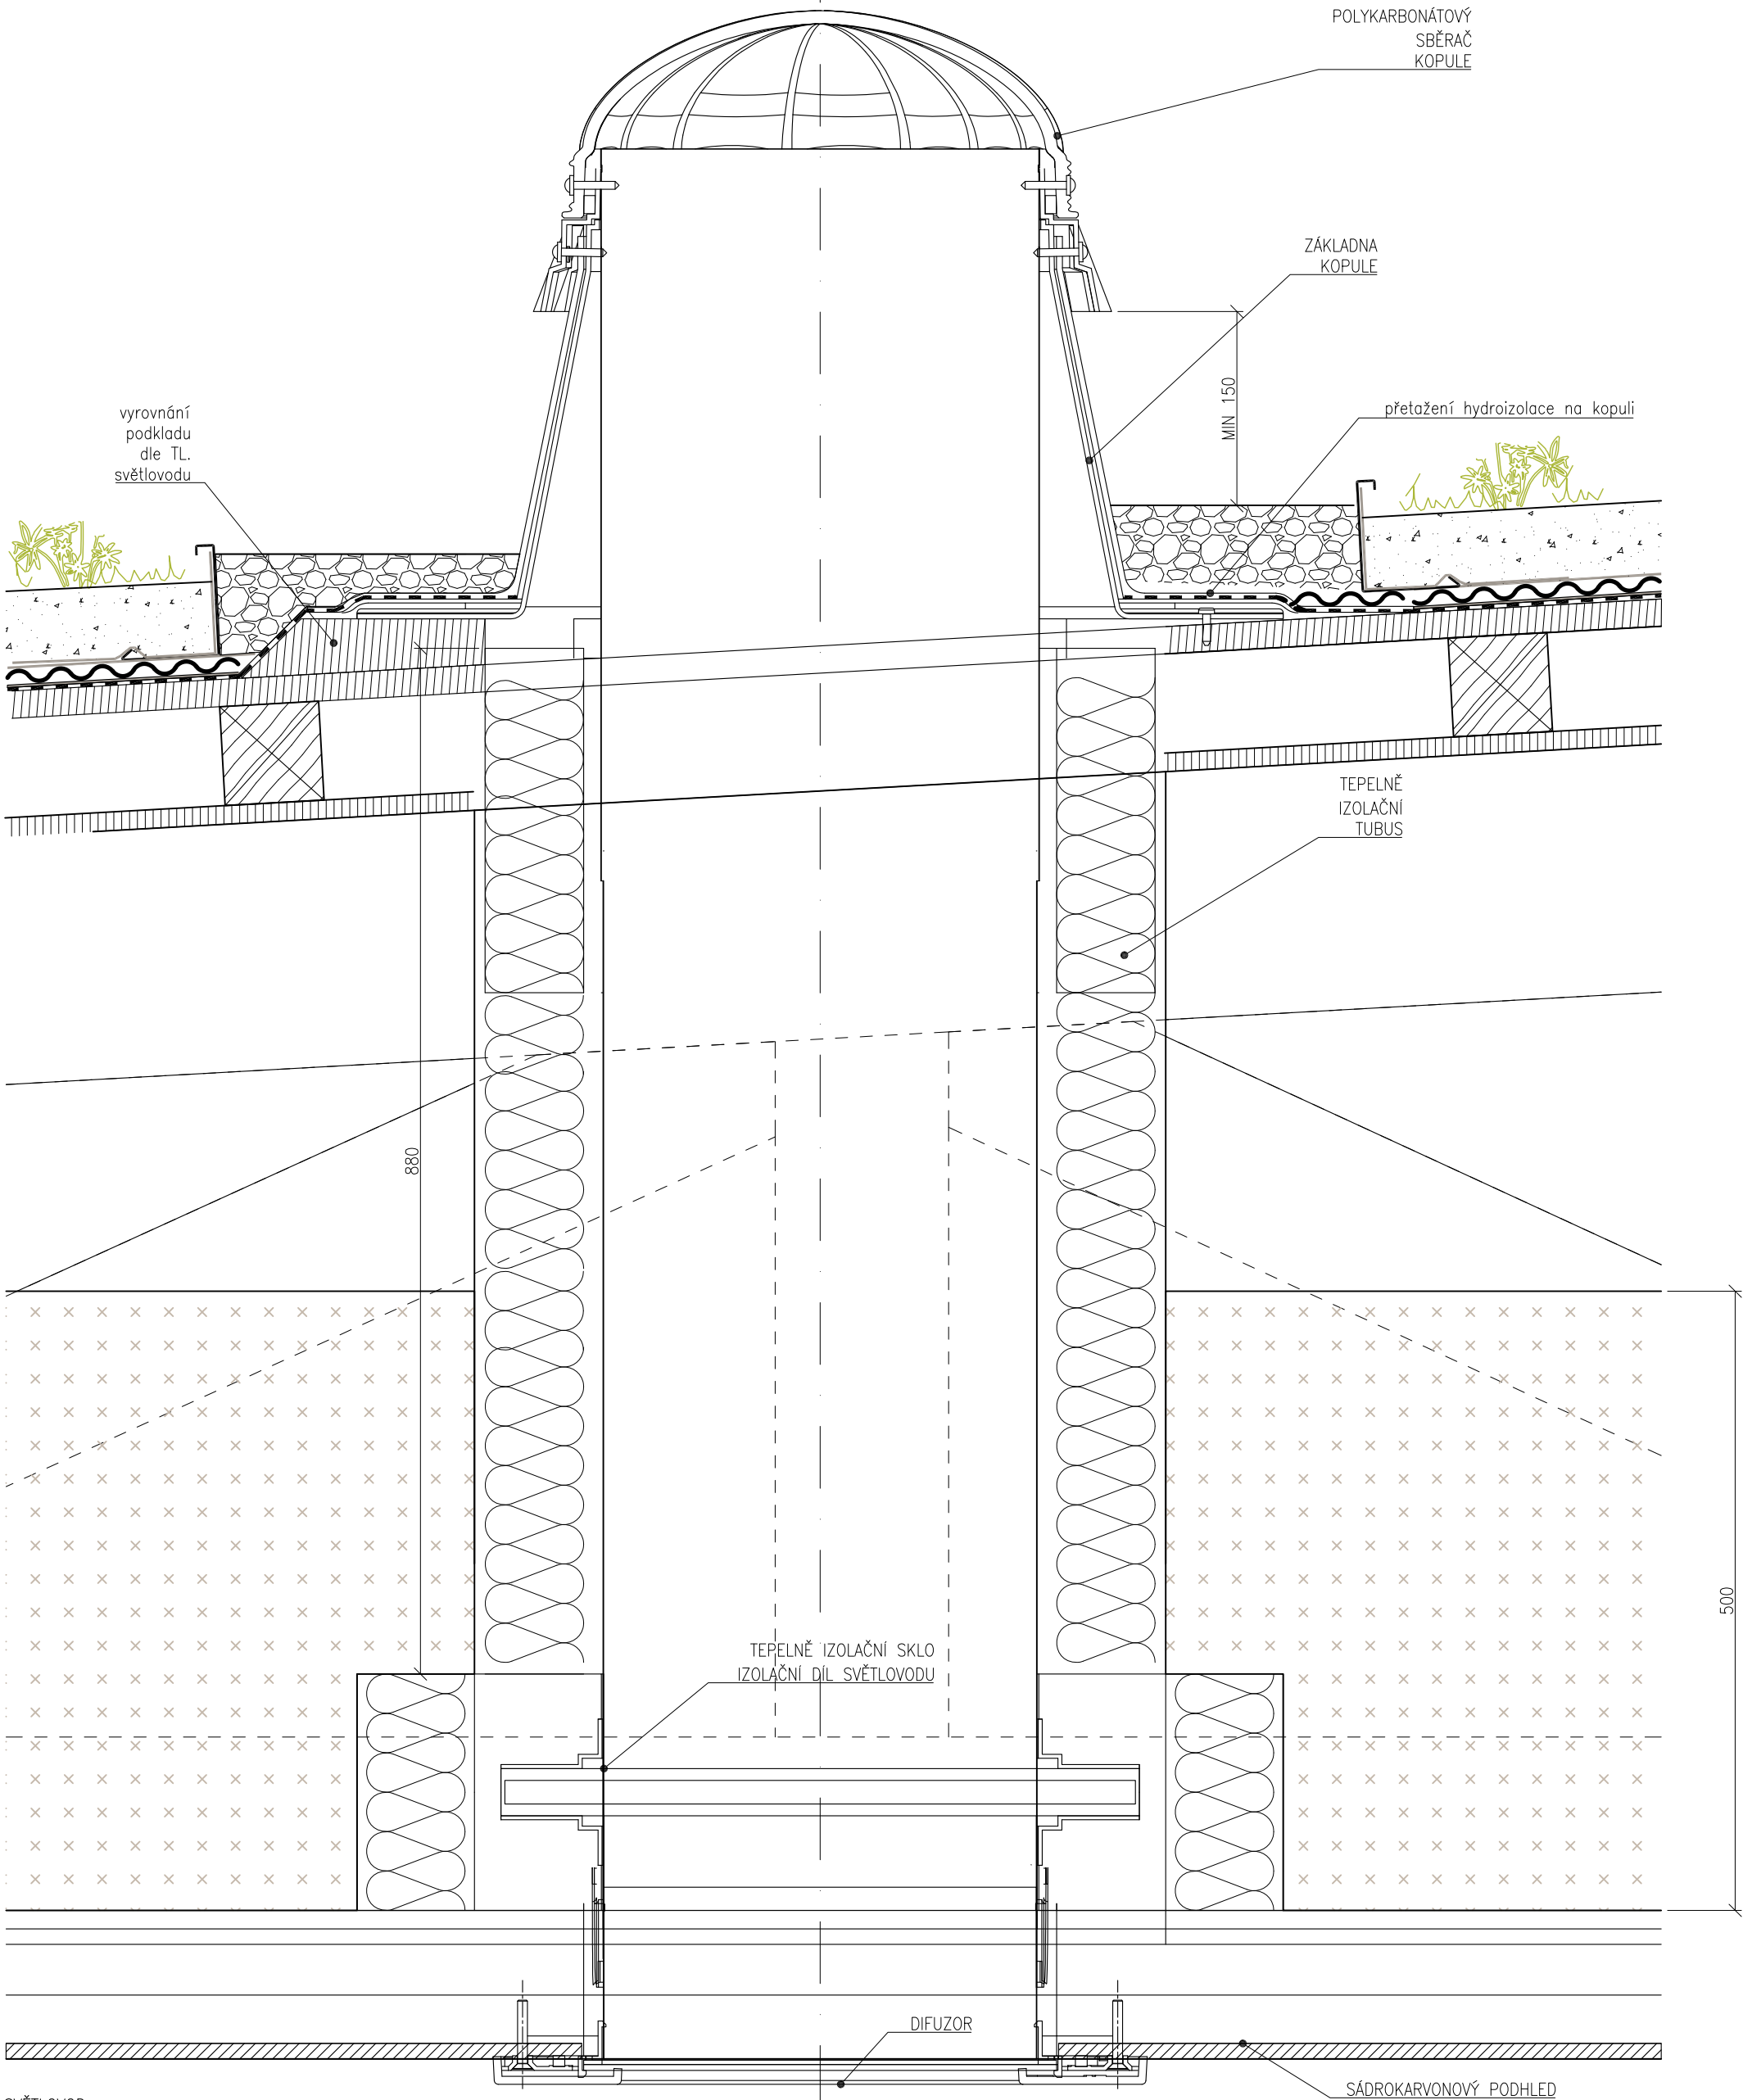 POLYKARBONÁTOVÝ
SBĚRAČ
KOPULE
ZÁKLADNA
KOPULE
MIN 150
přetažení hydroizolace na kopuli
vyrovnání
podkladu
dle TL.
světlovodu
TEPELNĚ
IZOLAČNÍ
TUBUS
880
500
TEPELNĚ IZOLAČNÍ SKLO
IZOLAČNÍ DÍL SVĚTLOVODU
DIFUZOR
SÁDROKARVONOVÝ PODHLED